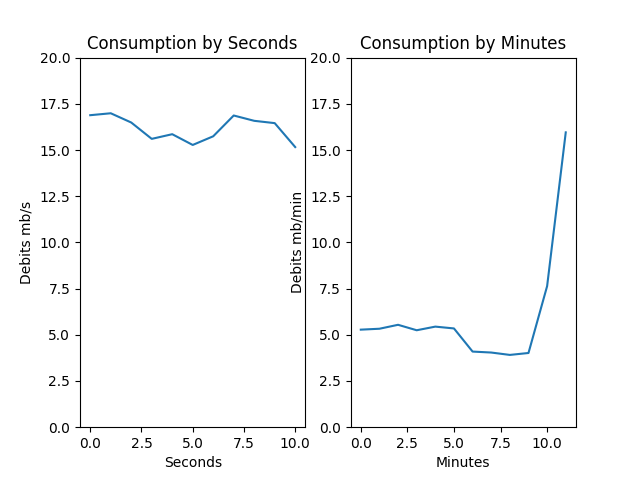 Consumption by Seconds
20.0
17.5
15.0
12.5
10.0
7.5
5.0
2.5
0.0
Debits mb/s
0.0 2.5 5.0 7.5 10.0
Seconds
Consumption by Minutes
20.0
17.5
15.0
12.5
10.0
7.5
5.0
2.5
0.0
Debits mb/min
0.0 2.5 5.0 7.5 10.0
Minutes